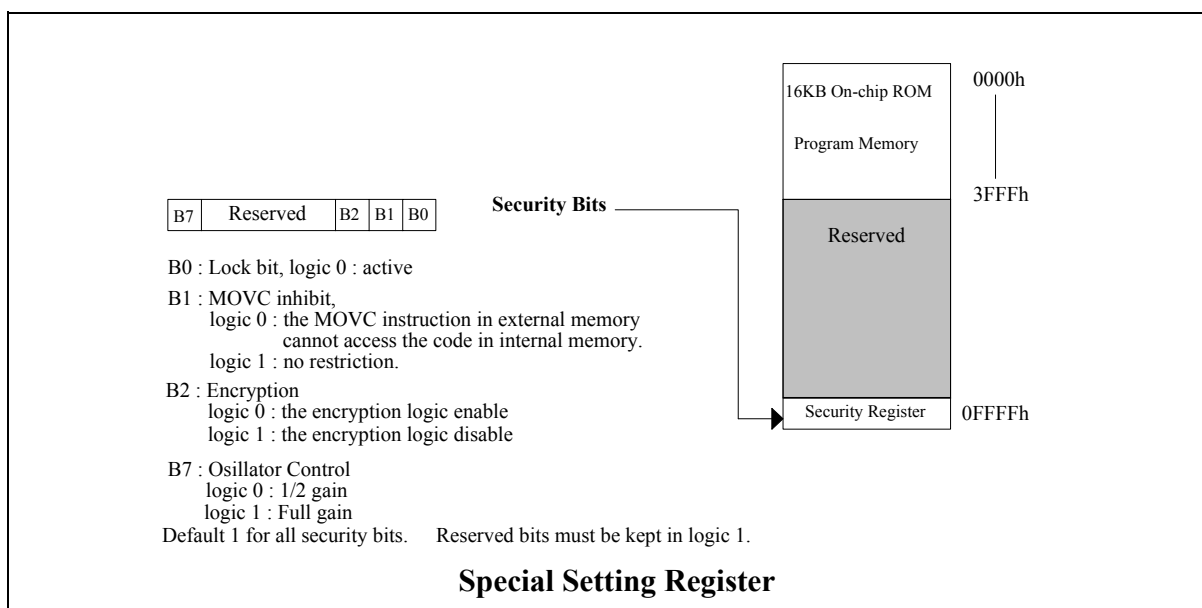 16KB On-chip ROM
Program Memory
0000h
3FFFh
Reserved
Security Register
0FFFFh
B7 Reserved B2 B1 B0
Security Bits
B0 : Lock bit, logic 0 : active
B1 : MOVC inhibit,
logic 0 : the MOVC instruction in external memory
cannot access the code in internal memory.
logic 1 : no restriction.
B2 : Encryption
logic 0 : the encryption logic enable
logic 1 : the encryption logic disable
B7 : Osillator Control
logic 0 : 1/2 gain
logic 1 : Full gain
Default 1 for all security bits. Reserved bits must be kept in logic 1.
Special Setting Register